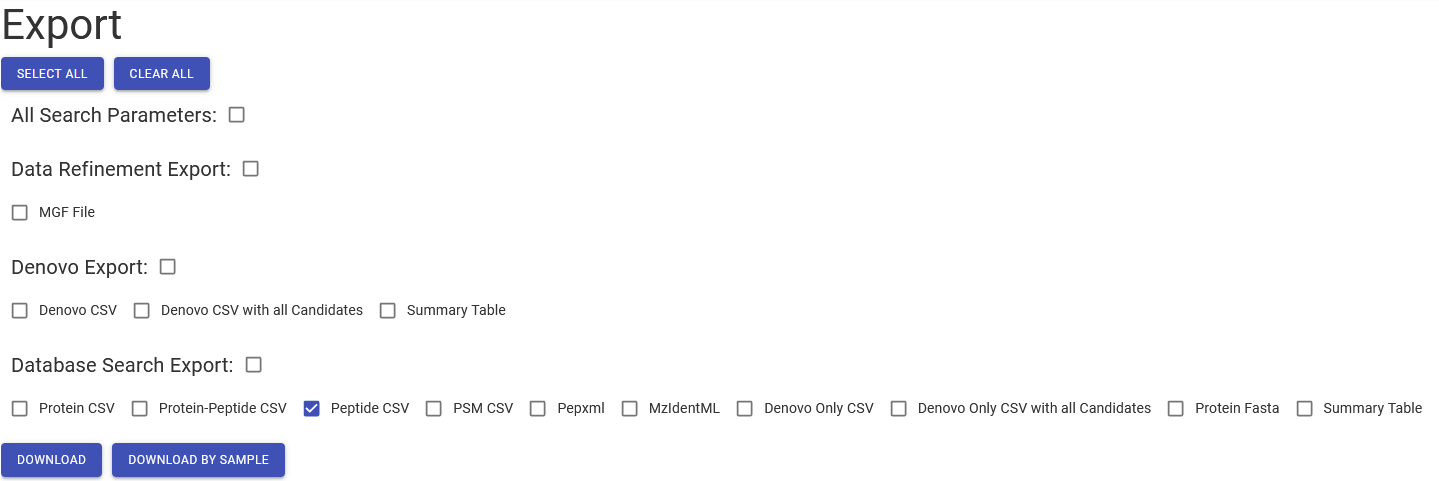 Export
SELECT ALL CLEAR ALL
All Search Parameters:
Data Refinement Export:
MGF File
Denovo Export:
Denovo CSV Denovo CSV with all Candidates Summary Table
Database Search Export:
Protein CSV Protein-Peptide CSV Peptide CSV PSM CSV Pepxml MzIdentML Denovo Only CSV Denovo Only CSV with all Candidates Protein Fasta Summary Table
DOWNLOAD DOWNLOAD BY SAMPLE